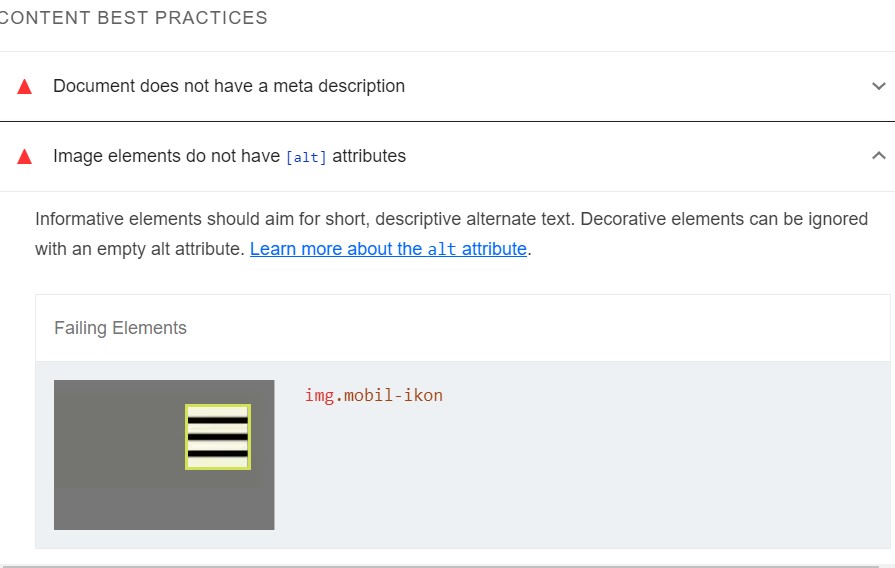 CONTENT BEST PRACTICES
Document does not have a meta description
Image elements do not have [alt] attributes
Informative elements should aim for short, descriptive alternate text. Decorative elements can be ignored
with an empty alt attribute. Learn more about the alt attribute.
Failing Elements
img.mobil-ikon